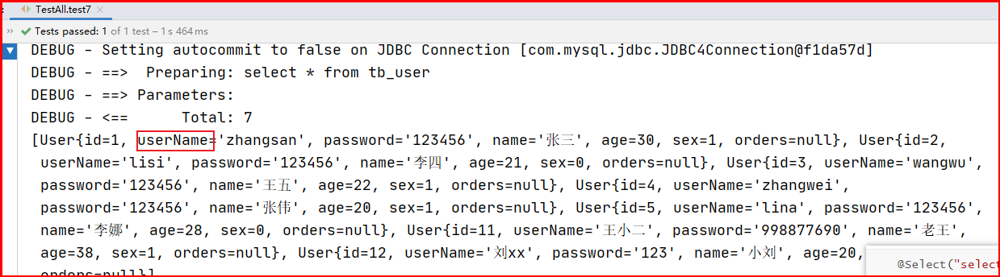 TestAll.test7 ×
» ✔ Tests passed: 1 of 1 test – 1 s 464 ms
DEBUG - Setting autocommit to false on JDBC Connection [com.mysql.jdbc.JDBC4Connection@f1da57d]
DEBUG - ==>  Preparing: select * from tb_user
DEBUG - ==> Parameters:
DEBUG - <==      Total: 7
[User{id=1, userName='zhangsan', password='123456', name='张三', age=30, sex=1, orders=null}, User{id=2,
userName='lisi', password='123456', name='李四', age=21, sex=0, orders=null}, User{id=3, userName='wangwu',
password='123456', name='王五', age=22, sex=1, orders=null}, User{id=4, userName='zhangwei',
password='123456', name='张伟', age=20, sex=1, orders=null}, User{id=5, userName='lina', password='123456',
name='李娜', age=28, sex=0, orders=null}, User{id=11, userName='王小二', password='998877690', name='老王',
age=38, sex=1, orders=null}, User{id=12, userName='刘xx', password='123', name='小刘', age=20,
@Select("select
orders=null}]